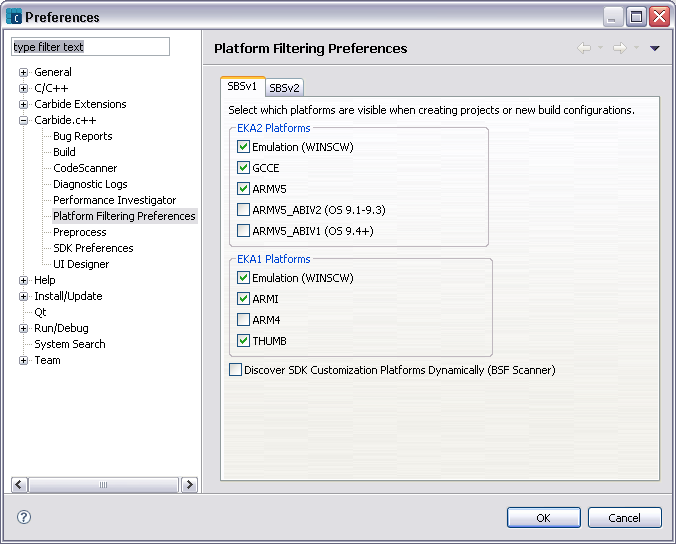 Preferences
type filter text
General
C/C++
Carbide Extensions
Carbide.c++
Bug Reports
Build
CodeScanner
Diagnostic Logs
Performance Investigator
Platform Filtering Preferences
Preprocess
SDK Preferences
UI Designer
Help
Install/Update
Qt
Run/Debug
System Search
Team
Platform Filtering Preferences
SBSv1 SBSv2
Select which platforms are visible when creating projects or new build configurations.
EKA2 Platforms
Emulation (WINSCW)
GCCE
ARMV5
ARMV5_ABIV2 (OS 9.1-9.3)
ARMV5_ABIV1 (OS 9.4+)
EKA1 Platforms
Emulation (WINSCW)
ARMI
ARM4
THUMB
Discover SDK Customization Platforms Dynamically (BSF Scanner)
OK Cancel